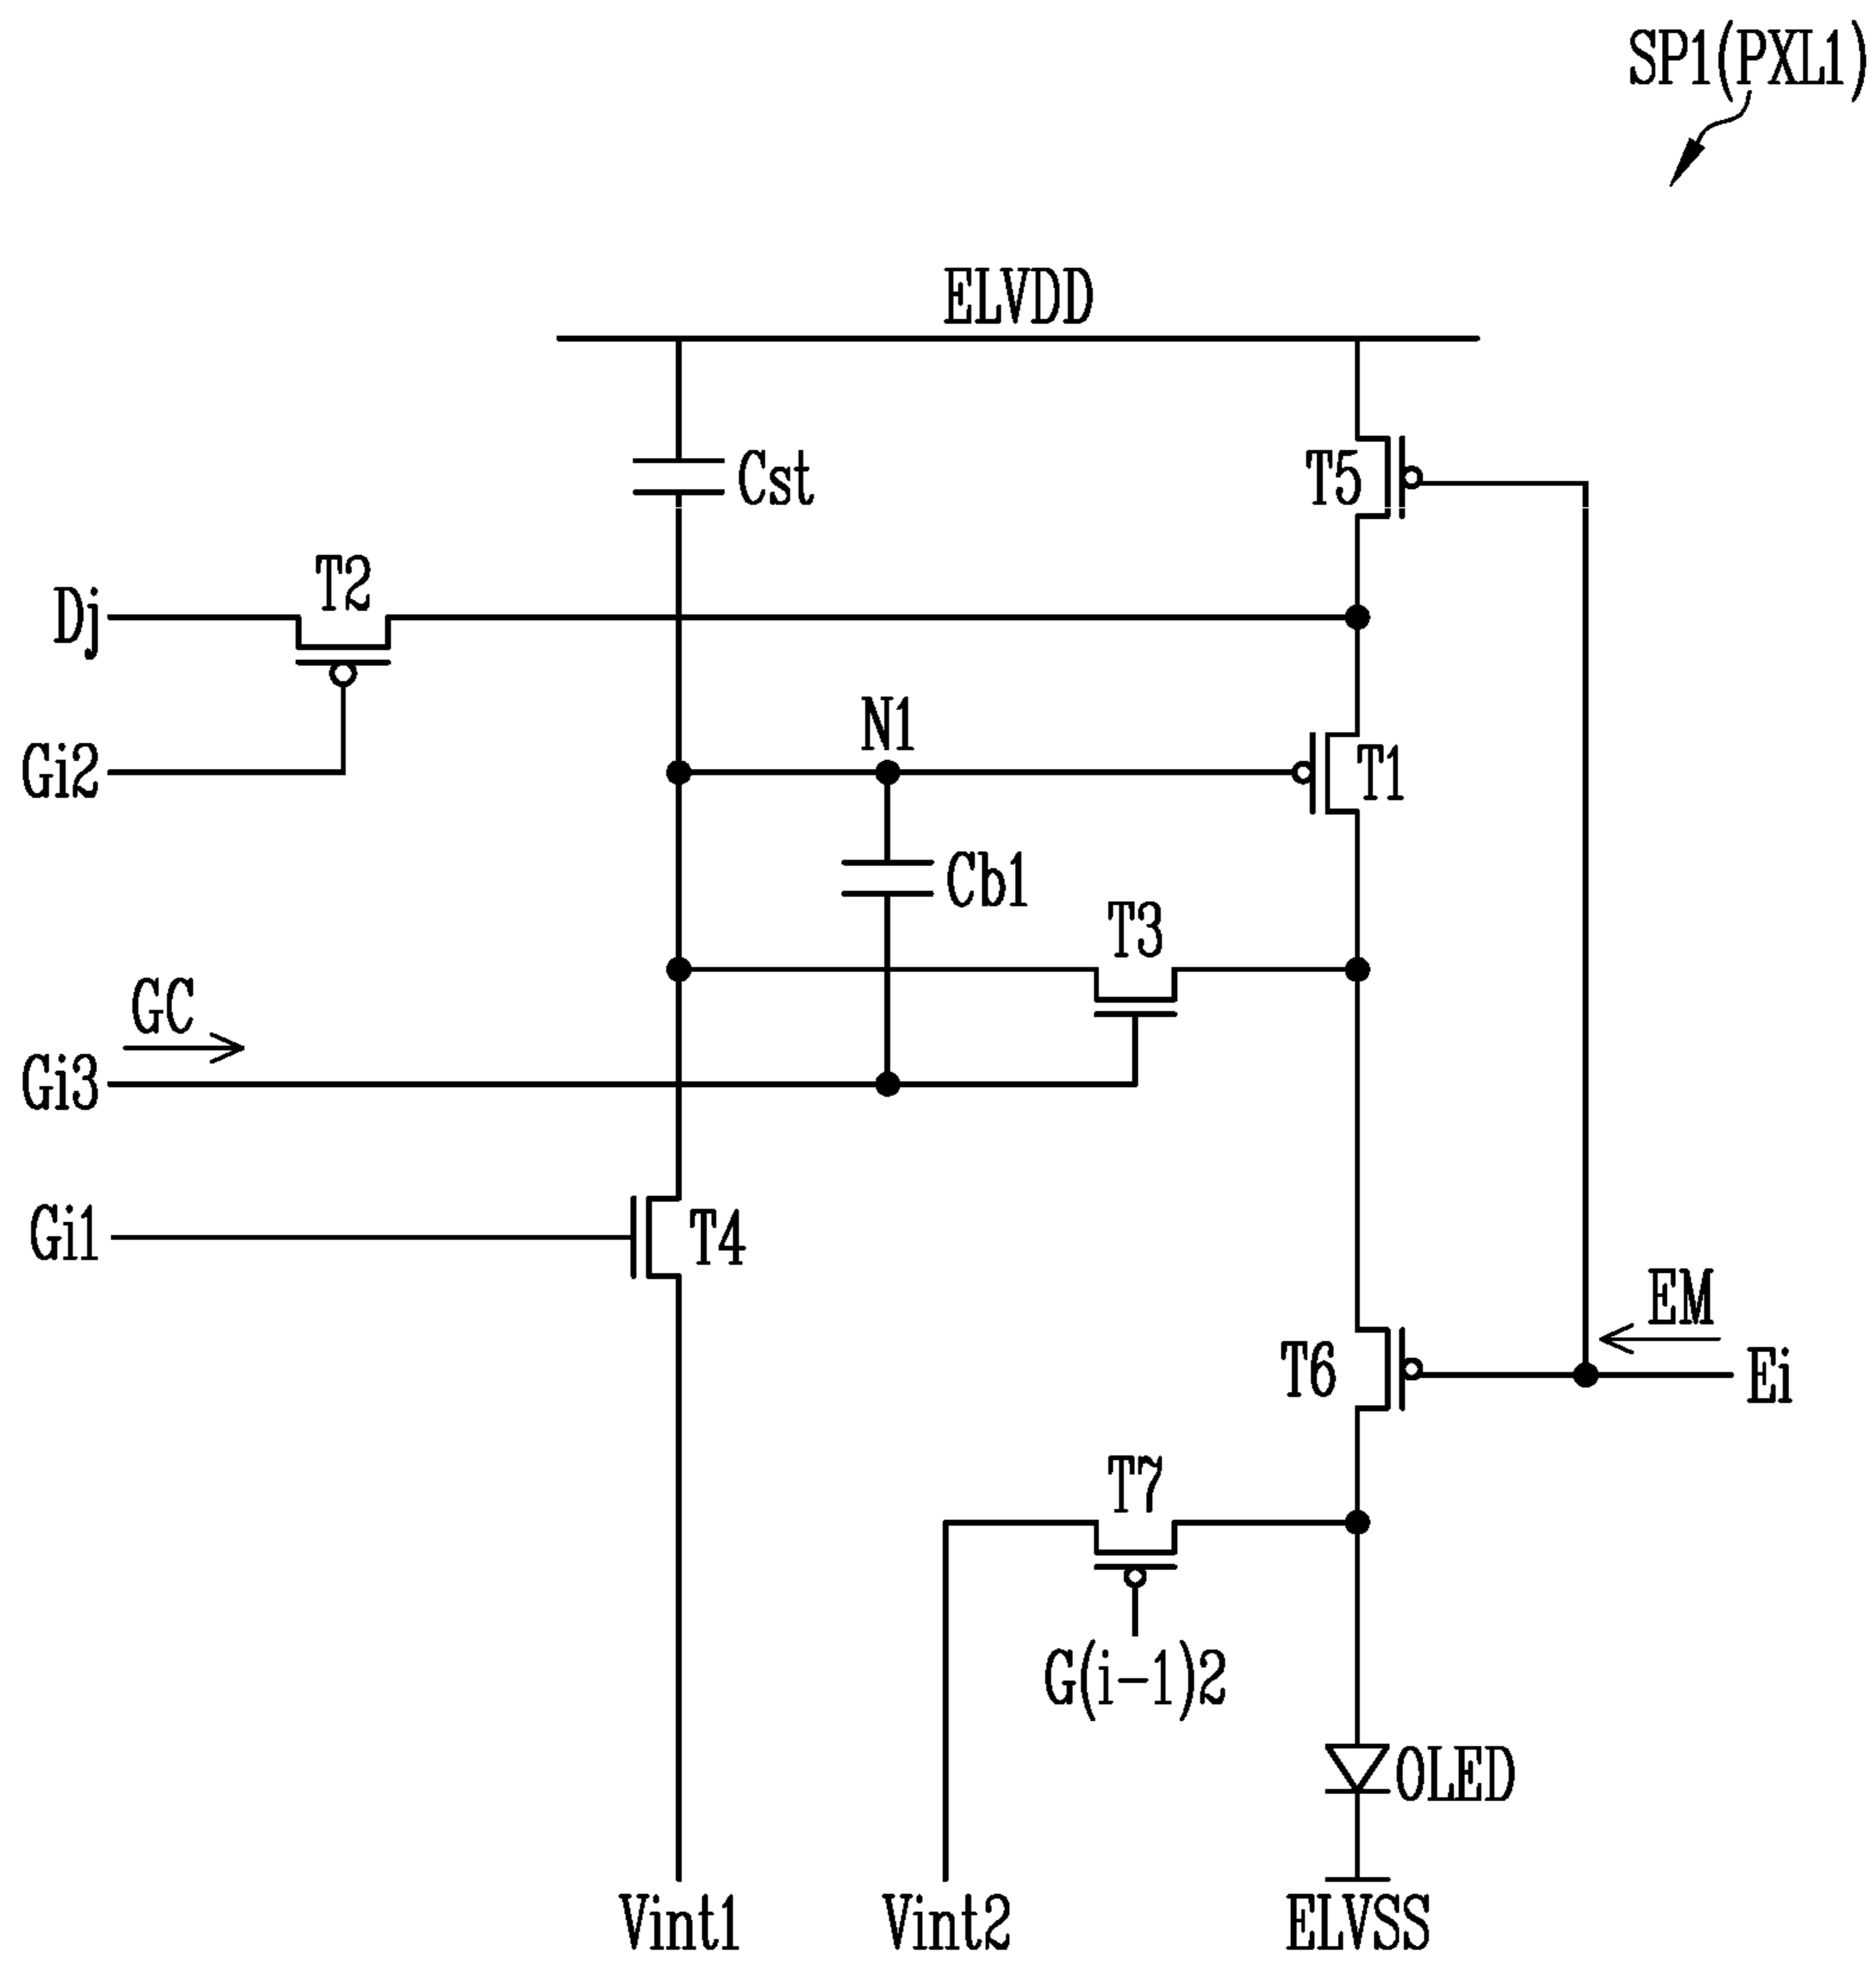 SP1(PXL1)
ELVDD
Cst
T5
T2
Dj
N1
Gi2
T1
Cb1
T3
GC
Gi3
Gi1
T4
EM
T6
Ei
T7
G(i-1)2
OLED
Vint1
Vint2
ELVSS